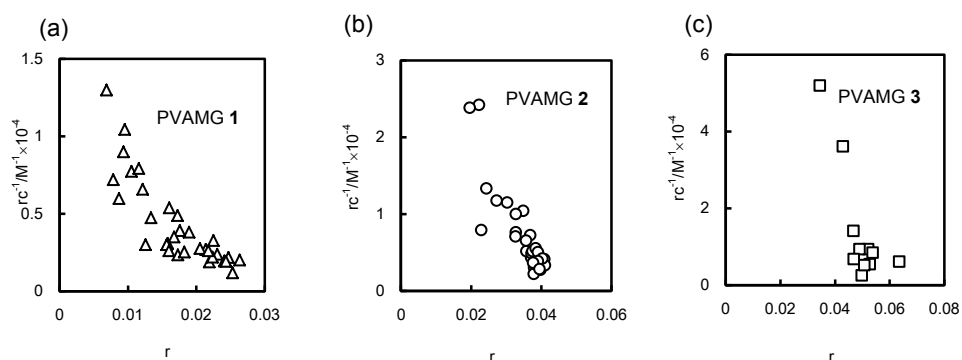 (a)
rc⁻¹/M⁻¹×10⁻⁴
1.5
1
0.5
0
PVAMG 1
0 0.01 0.02 0.03
r
(b)
rc⁻¹/M⁻¹×10⁻⁴
3
2
1
0
PVAMG 2
0 0.02 0.04 0.06
r
(c)
rc⁻¹/M⁻¹×10⁻⁴
6
4
2
0
PVAMG 3
0 0.02 0.04 0.06 0.08
r